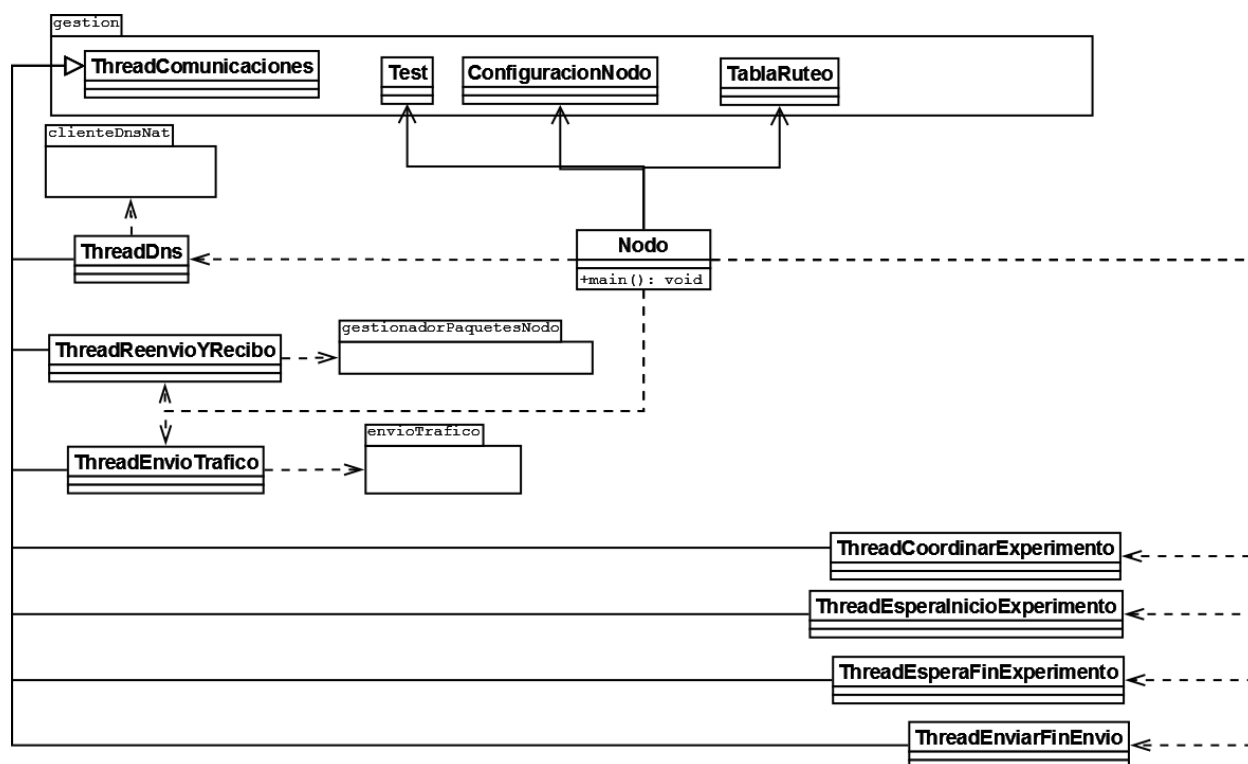 gestion
ThreadComunicaciones
Test
ConfiguracionNodo
TablaRuteo
clienteDnsNat
ThreadDns
Nodo
+main(): void
gestionadorPaquetesNodo
ThreadReenvioYRecibo
envioTrafico
ThreadEnvioTrafico
ThreadCoordinarExperimento
ThreadEsperaInicioExperimento
ThreadEsperaFinExperimento
ThreadEnviarFinEnvio